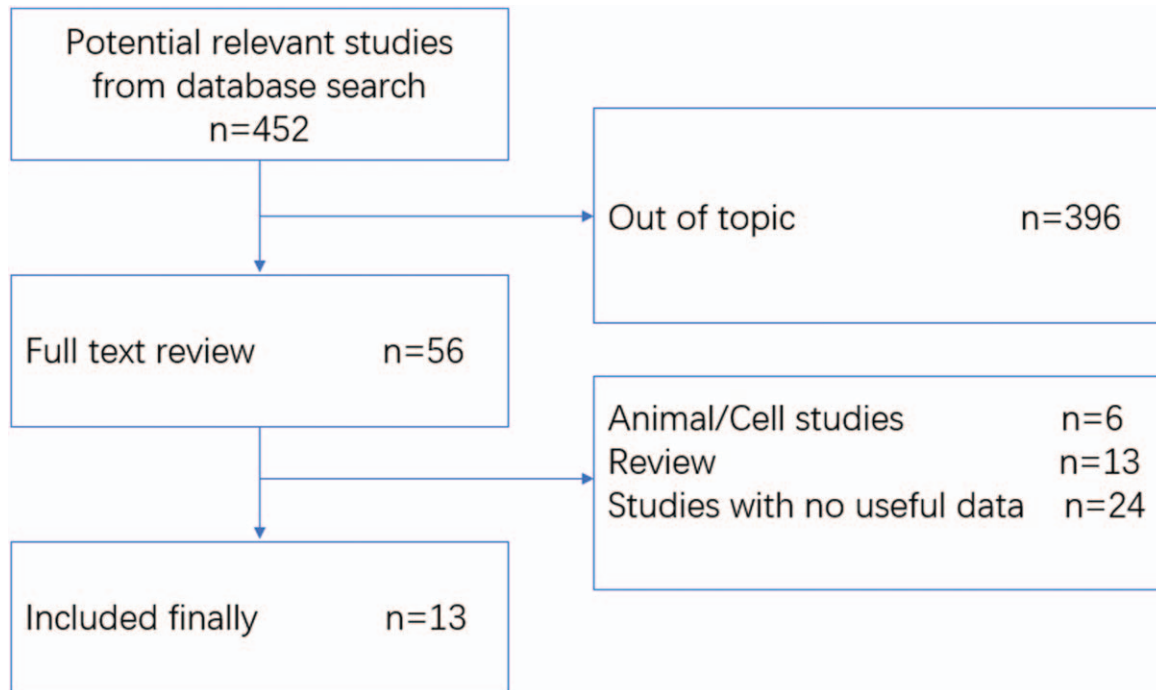 Potential relevant studies
from database search
n=452
Out of topic n=396
Full text review n=56
Animal/Cell studies n=6
Review n=13
Studies with no useful data n=24
Included finally n=13